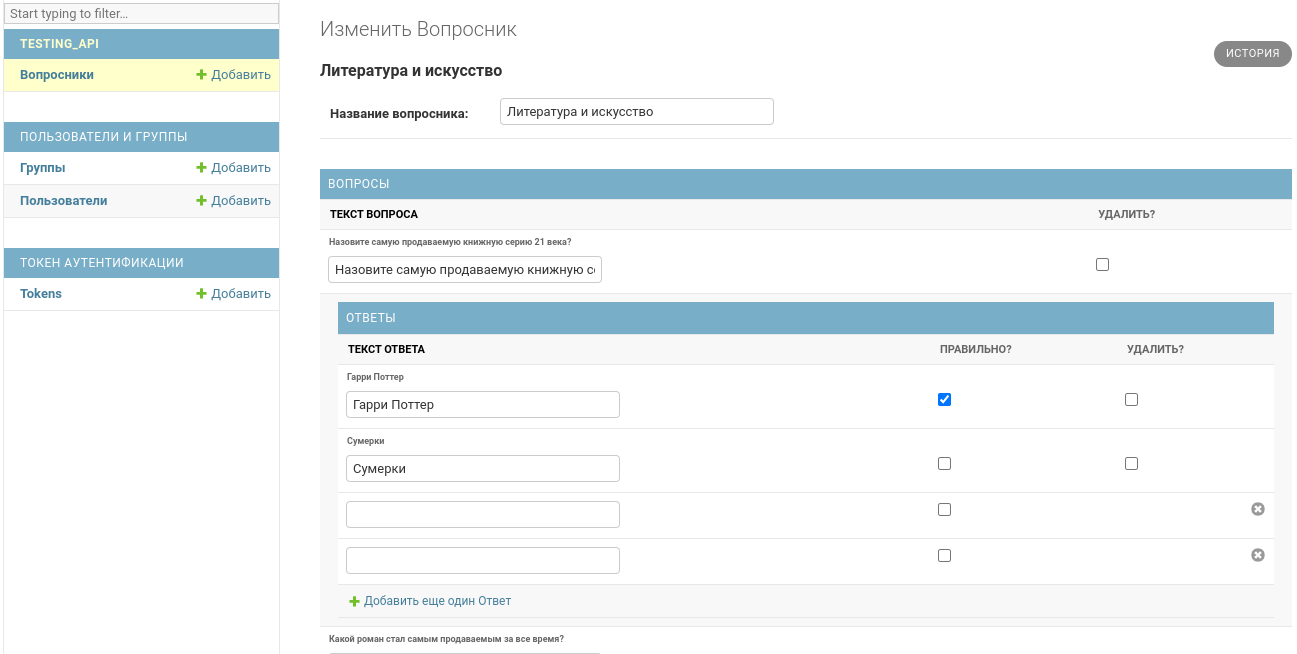 Start typing to filter...
TESTING_API
Вопросники Добавить
ПОЛЬЗОВАТЕЛИ И ГРУППЫ
Группы Добавить
Пользователи Добавить
ТОКЕН АУТЕНТИФИКАЦИИ
Tokens Добавить
Изменить Вопросник
ИСТОРИЯ
Литература и искусство
Название вопросника: Литература и искусство
ВОПРОСЫ
ТЕКСТ ВОПРОСА УДАЛИТЬ?
Назовите самую продаваемую книжную серию 21 века?
Назовите самую продаваемую книжную се
ОТВЕТЫ
ТЕКСТ ОТВЕТА ПРАВИЛЬНО? УДАЛИТЬ?
Гарри Поттер
Гарри Поттер
Сумерки
Сумерки
Добавить еще один Ответ
Какой роман стал самым продаваемым за все время?